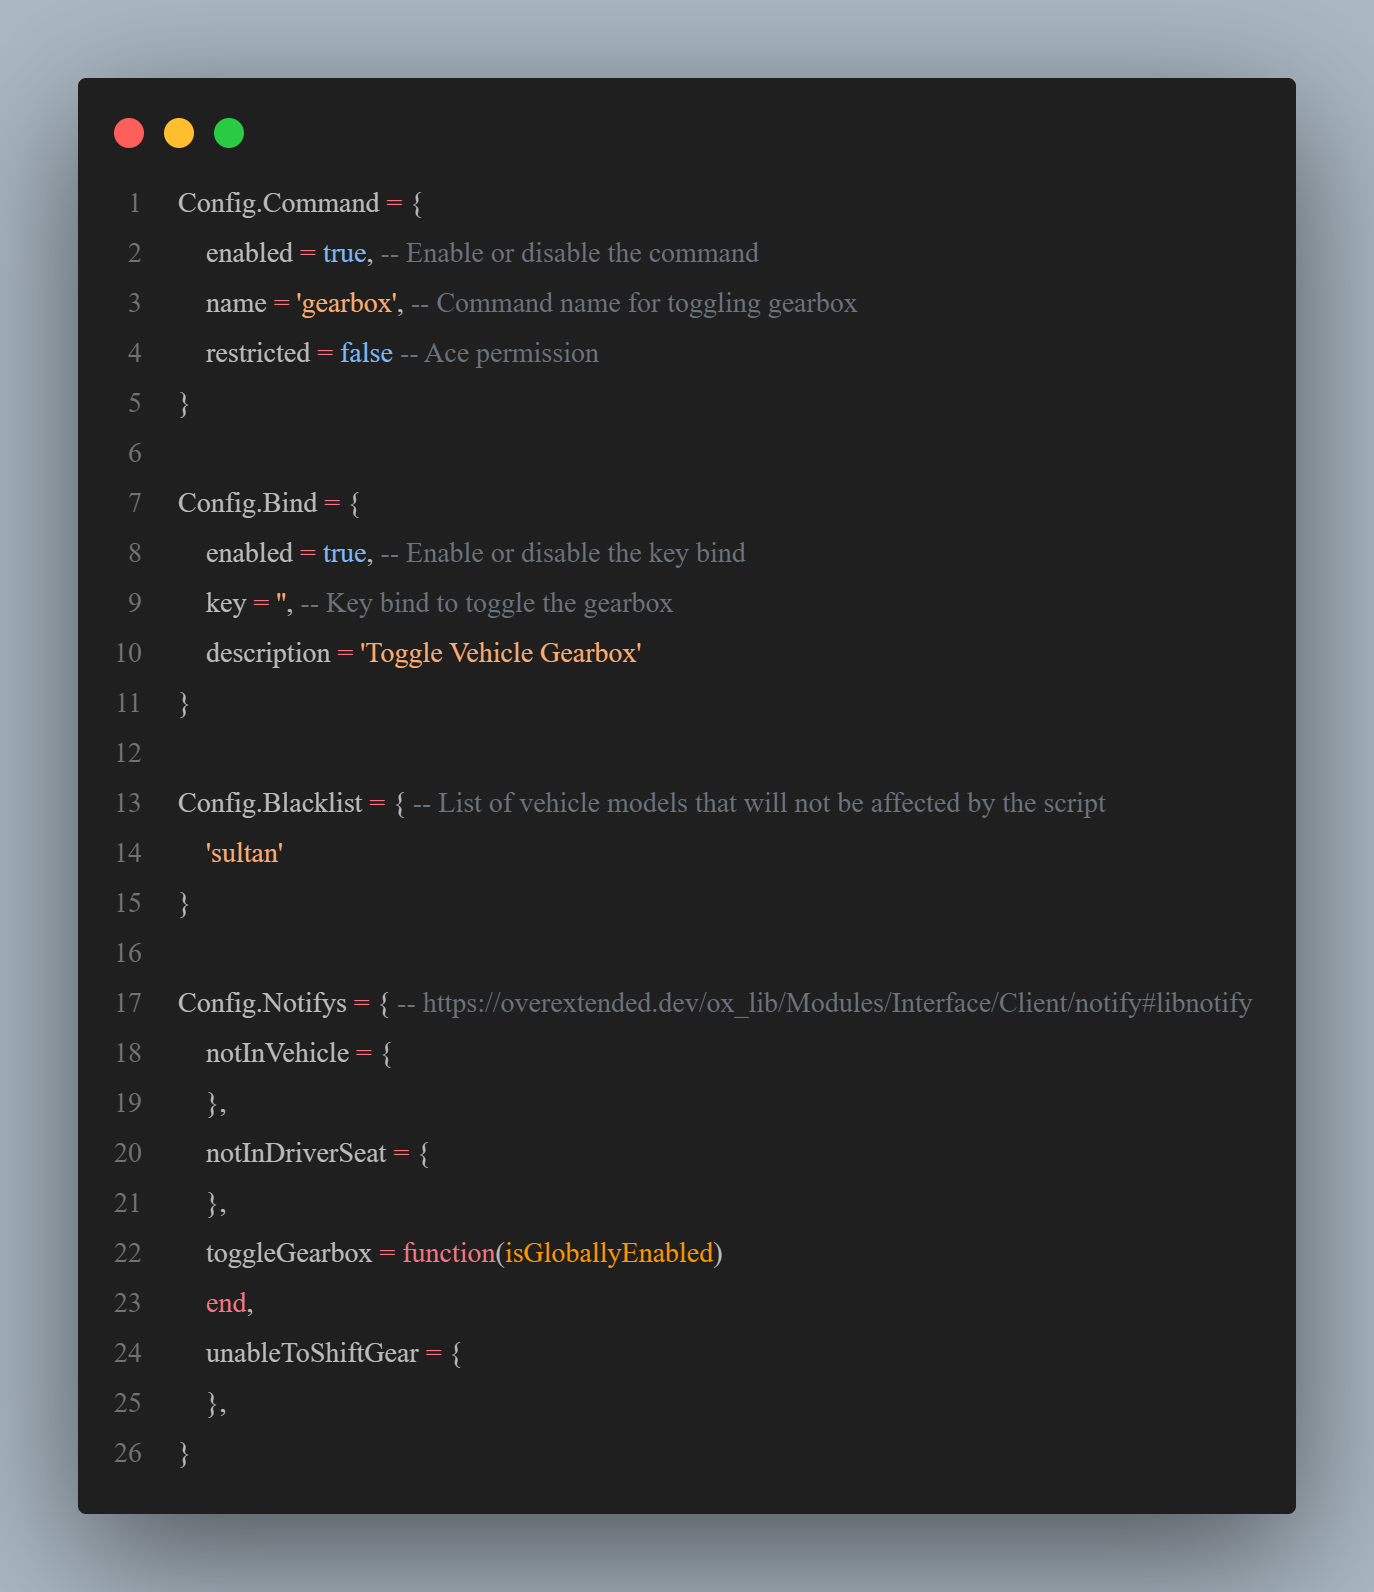 1 Config.Command = {
2 enabled = true, -- Enable or disable the command
3 name = 'gearbox', -- Command name for toggling gearbox
4 restricted = false -- Ace permission
5 }
6
7 Config.Bind = {
8 enabled = true, -- Enable or disable the key bind
9 key = '', -- Key bind to toggle the gearbox
10 description = 'Toggle Vehicle Gearbox'
11 }
12
13 Config.Blacklist = { -- List of vehicle models that will not be affected by the script
14 'sultan'
15 }
16
17 Config.Notifys = { -- https://overextended.dev/ox_lib/Modules/Interface/Client/notify#libnotify
18 notInVehicle = {
19 },
20 notInDriverSeat = {
21 },
22 toggleGearbox = function(isGloballyEnabled)
23 end,
24 unableToShiftGear = {
25 },
26 }